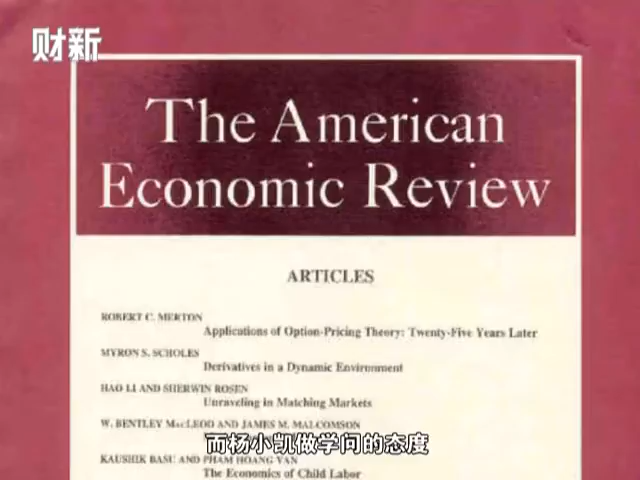 财新
The American
Economic Review
ARTICLES
ROBERT C. MERTON
Applications of Option-Pricing Theory: Twenty-Five Years Later
MYRON S. SCHOLES
Derivatives in a Dynamic Environment
HAO LI AND SHERWIN ROSEN
Unraveling in Matching Markets
W. BENTLEY MACLEOD AND JAMES M. MALCOMSON
而杨小凯做学问的态度
KAUSHIK BASU AND PHAM HOANG VAN
The Economics of Child Labor